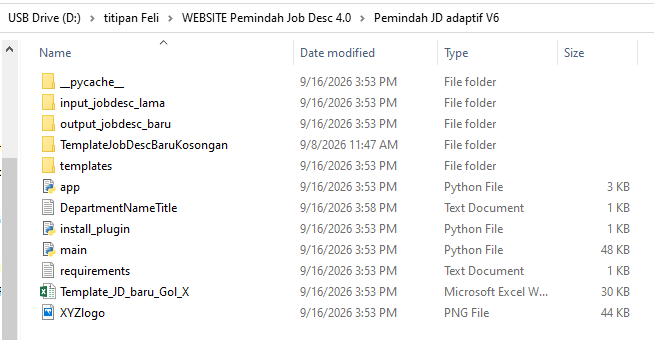 USB Drive (D:) > titipan Feli > WEBSITE Pemindah Job Desc 4.0 > Pemindah JD adaptif V6
Name Date modified Type Size
__pycache__ 9/16/2026 3:53 PM File folder
input_jobdesc_lama 9/16/2026 3:53 PM File folder
output_jobdesc_baru 9/16/2026 3:53 PM File folder
TemplateJobDescBaruKosongan 9/8/2026 11:47 AM File folder
templates 9/16/2026 3:53 PM File folder
app 9/16/2026 3:53 PM Python File 3 KB
DepartmentNameTitle 9/16/2026 3:58 PM Text Document 1 KB
install_plugin 9/16/2026 3:53 PM Python File 1 KB
main 9/16/2026 3:53 PM Python File 48 KB
requirements 9/16/2026 3:53 PM Text Document 1 KB
Template_JD_baru_Gol_X 9/16/2026 3:53 PM Microsoft Excel W... 30 KB
XYZlogo 9/16/2026 3:53 PM PNG File 44 KB